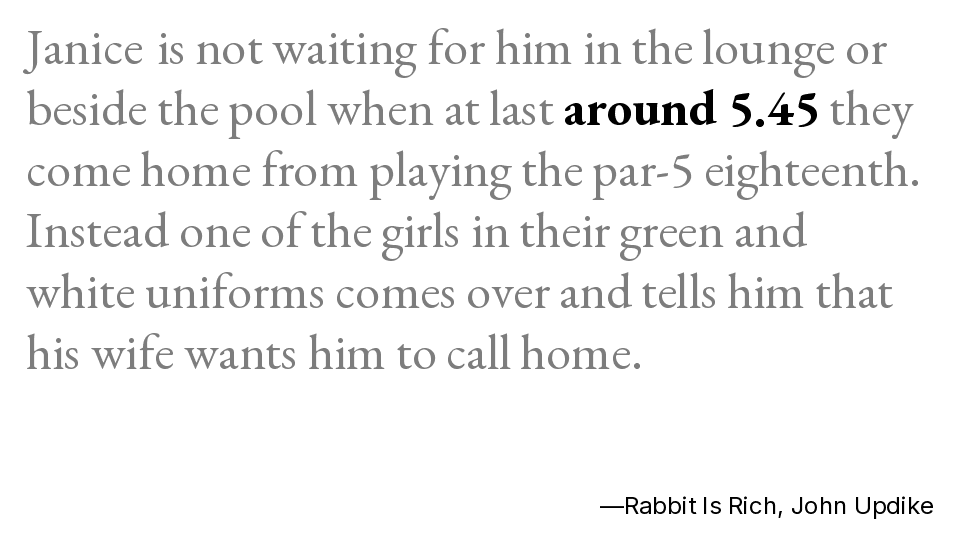 Janice is not waiting for him in the lounge or
beside the pool when at last around 5.45 they
come home from playing the par-5 eighteenth.
Instead one of the girls in their green and
white uniforms comes over and tells him that
his wife wants him to call home.
—Rabbit Is Rich, John Updike